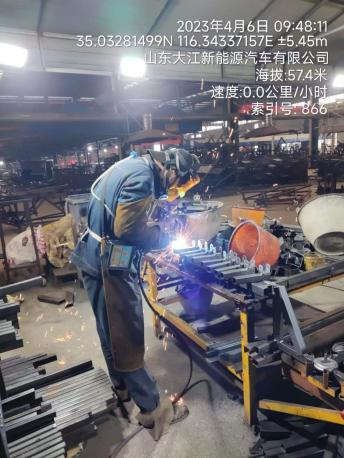 2023年4月6日 09:48:11
35.03281499N 116.34337157E ±5.45m
山东大江新能源汽车有限公司
海拔:57.4米
速度:0.0公里/小时
索引号: 866